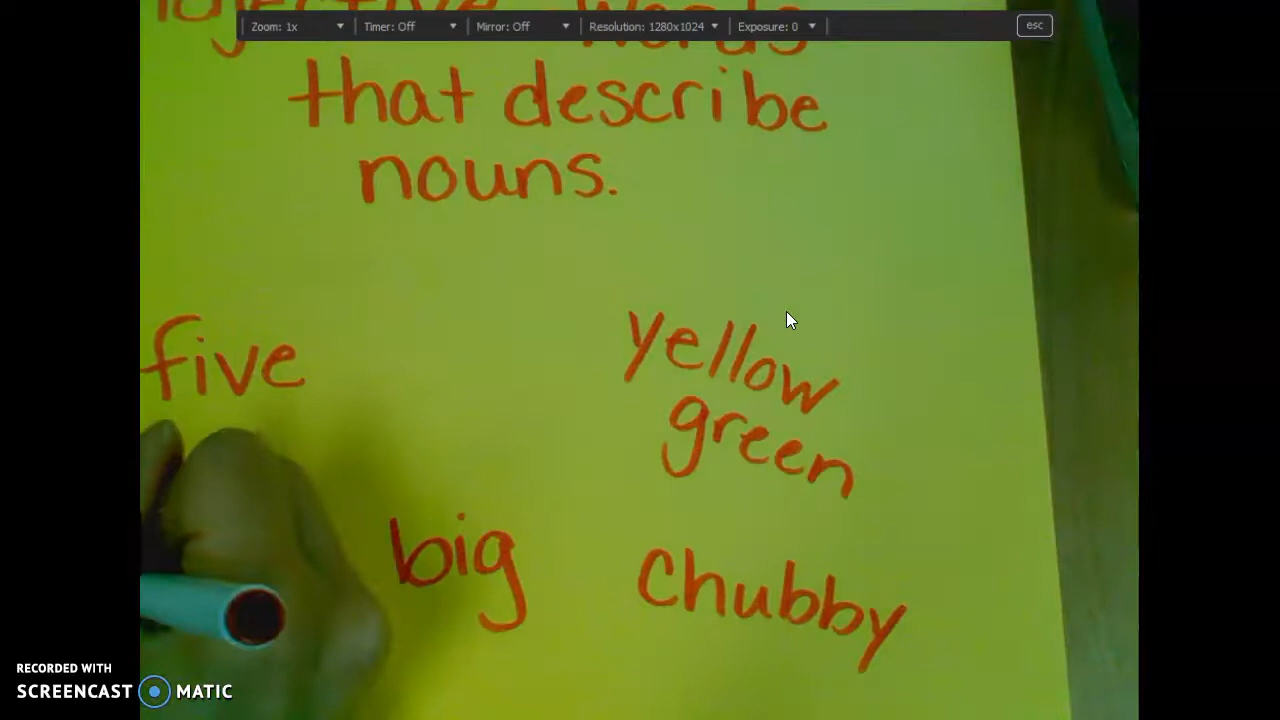 Zoom: 1x Timer: Off Mirror: Off Resolution: 1280x1024 Exposure: 0 esc
words
that describe
nouns.
five
yellow
green
big
chubby
RECORDED WITH
SCREENCAST MATIC